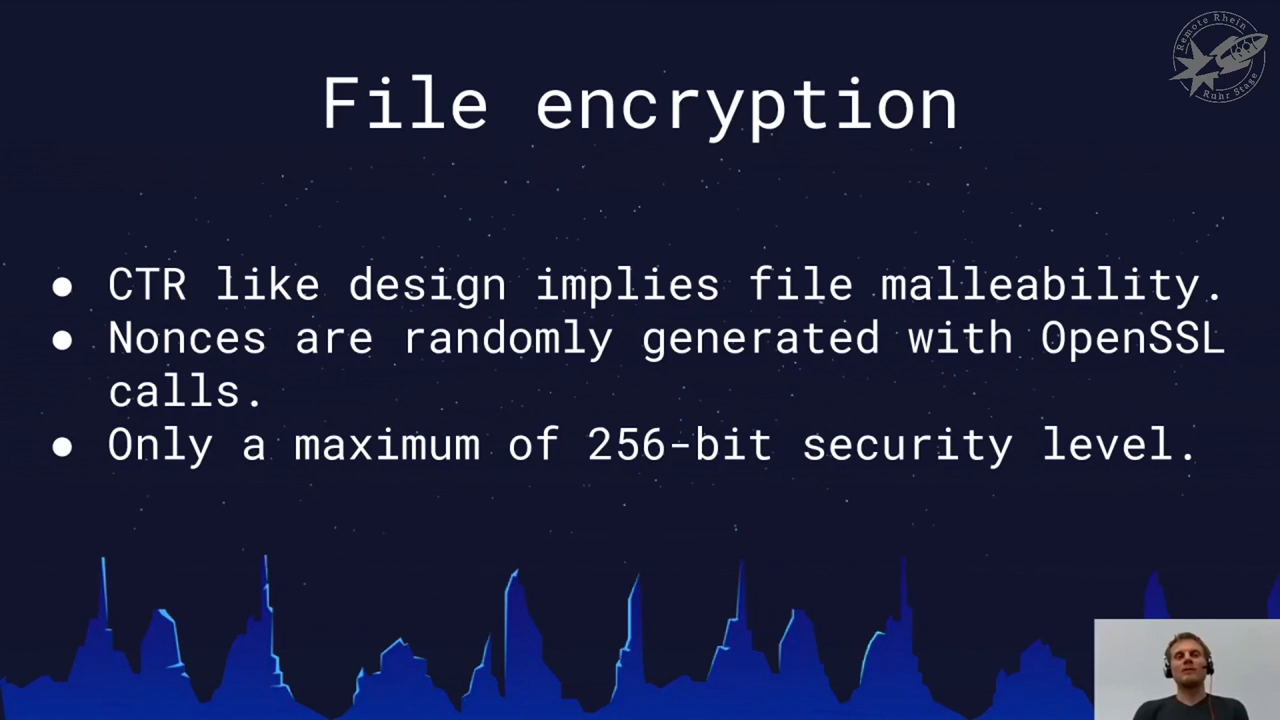 Remote Rhein
Ruhr Stage
File encryption
● CTR like design implies file malleability.
● Nonces are randomly generated with OpenSSL
calls.
● Only a maximum of 256-bit security level.